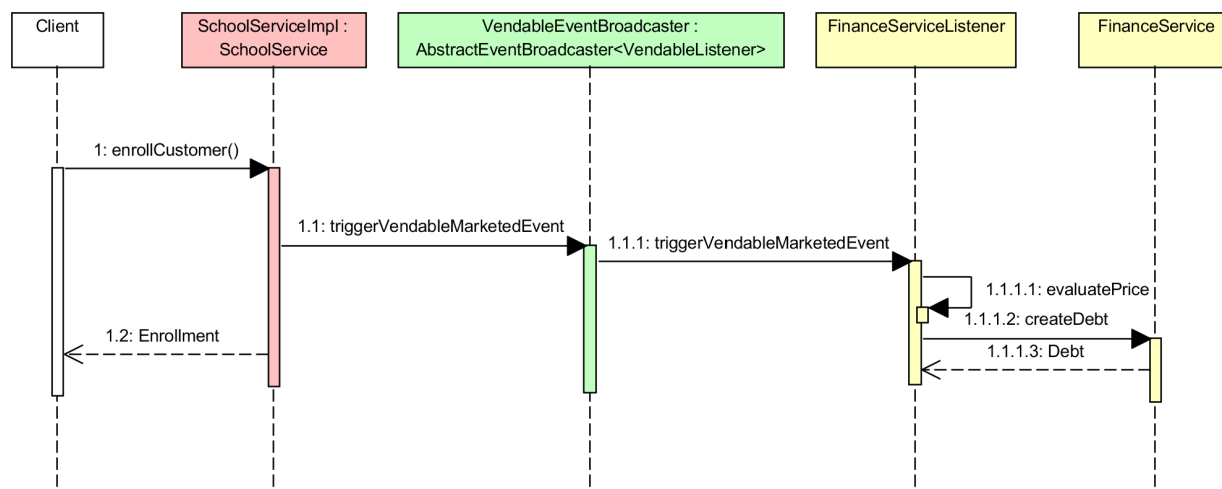 Client
SchoolServiceImpl :
SchoolService
VendableEventBroadcaster :
AbstractEventBroadcaster<VendableListener>
FinanceServiceListener
FinanceService
1: enrollCustomer()
1.1: triggerVendableMarketedEvent
1.1.1: triggerVendableMarketedEvent
1.1.1.1: evaluatePrice
1.1.1.2: createDebt
1.2: Enrollment
1.1.1.3: Debt